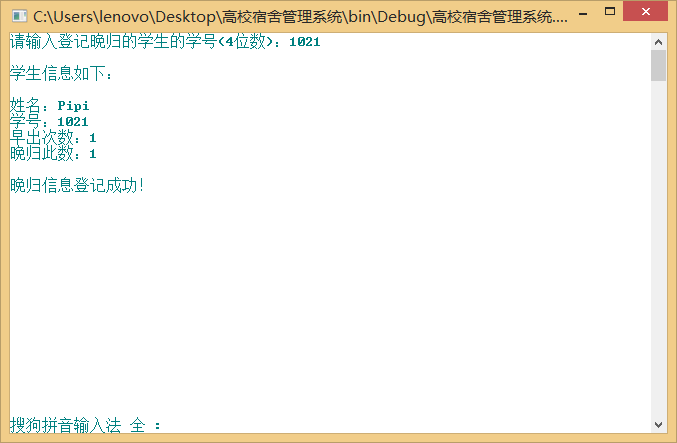 C:\Users\lenovo\Desktop\高校宿舍管理系统\bin\Debug\高校宿舍管理系统....
请输入登记晚归的学生的学号(4位数)：1021
学生信息如下：
姓名：Pipi
学号：1021
早出次数：1
晚归此数：1
晚归信息登记成功！
搜狗拼音输入法 全 ：